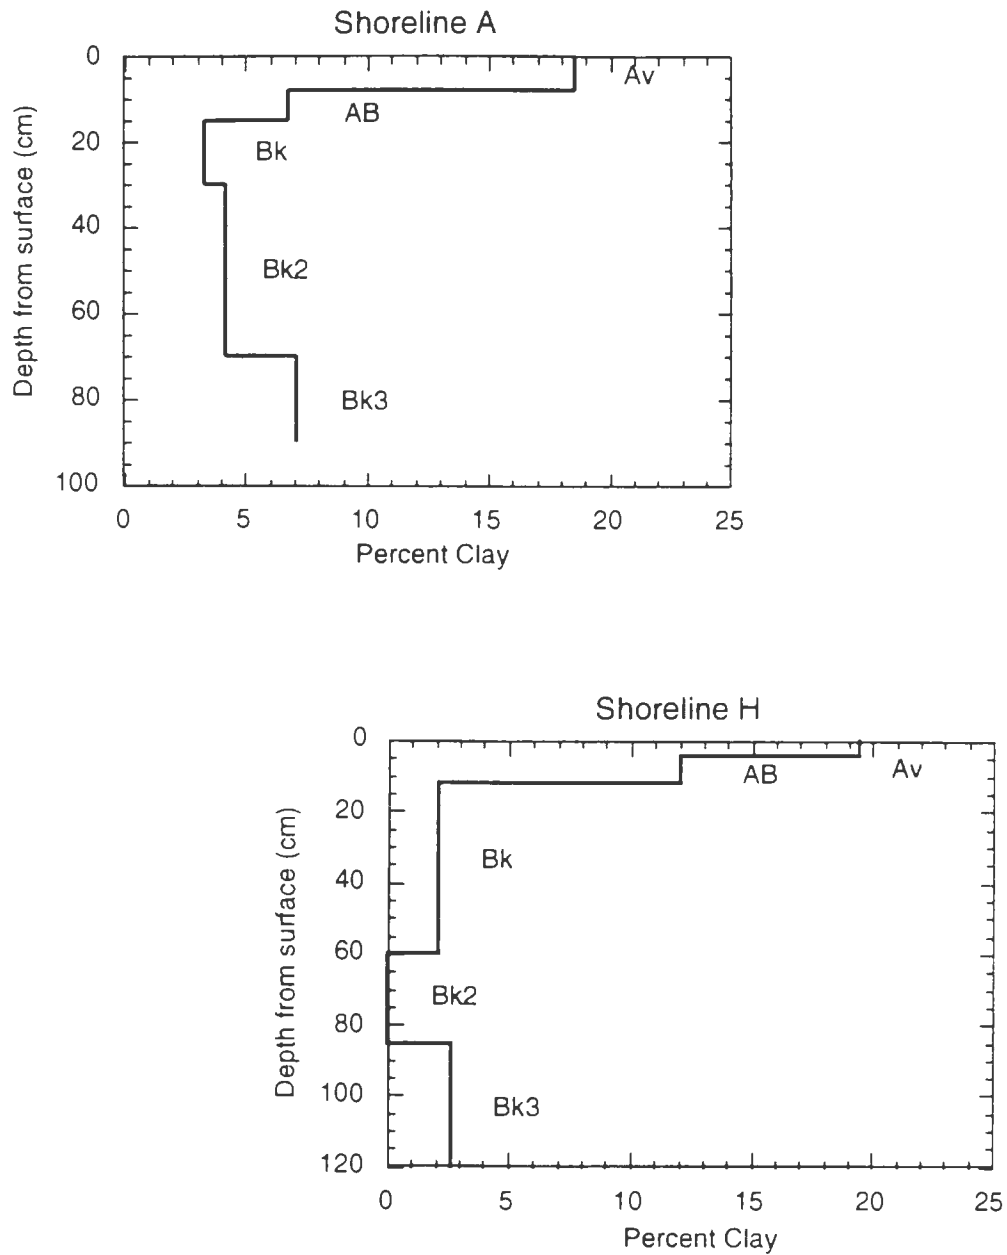 Shoreline A
0
20
40
60
80
100
Depth from surface (cm)
Av
AB
Bk
Bk2
Bk3
0 5 10 15 20 25
Percent Clay
Shoreline H
0
20
40
60
80
100
120
Depth from surface (cm)
Av
AB
Bk
Bk2
Bk3
0 5 10 15 20 25
Percent Clay